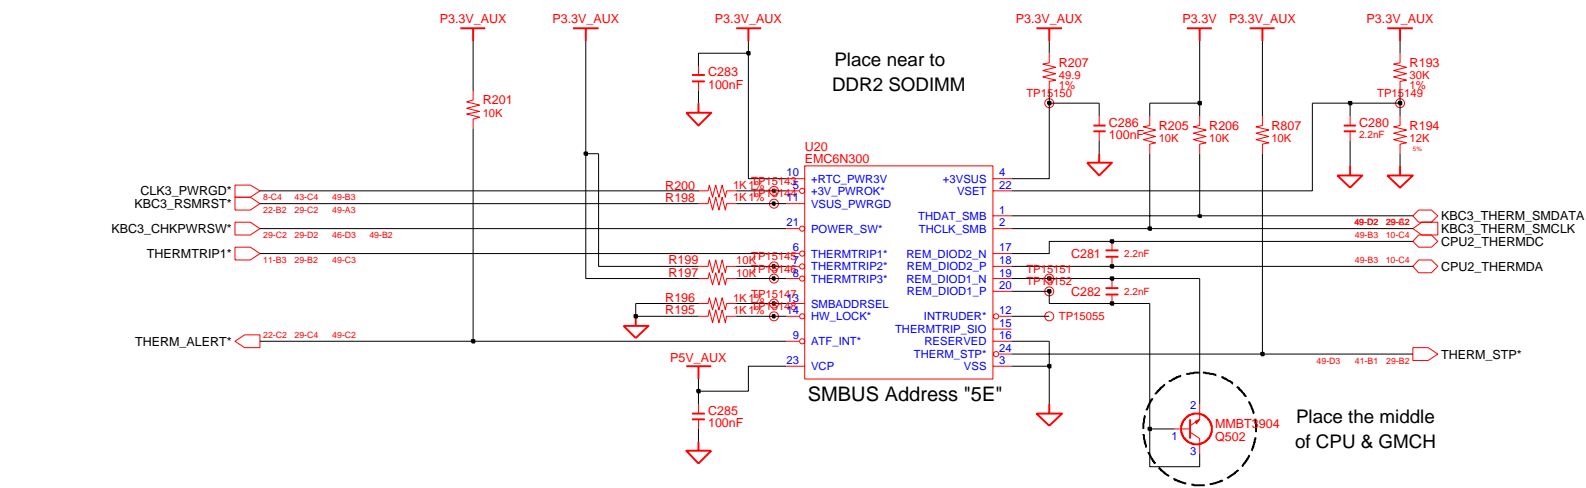 P3.3V_AUX P3.3V_AUX P3.3V_AUX P3.3V_AUX P3.3V P3.3V_AUX P3.3V_AUX
Place near to
DDR2 SODIMM
C283
100nF
R201
10K
R207
49.9
1%
TP15150
C286
100nF
R205
10K
R206
10K
R807
10K
R193
30K
1%
TP15149
C280
2.2nF
R194
12K
5%
U20
EMC6N300
CLK3_PWRGD*
8-C4 43-C4 49-B3
R200
1K 1%
TP15143
KBC3_RSMRST*
22-B2 29-C2 49-A3
R198
1K 1%
KBC3_CHKPWRSW*
29-C2 29-D2 46-D3 49-B2
THERMTRIP1*
11-B3 29-B2 49-C3
R199
10K
TP15145
R197
10K
TP15146
R196
1K 1%
TP15147
R195
1K 1%
TP15148
THERM_ALERT*
22-C2 29-C4 49-C2
P5V_AUX
C285
100nF
10 +RTC_PWR3V
5 +3V_PWROK*
11 VSUS_PWRGD
21 POWER_SW*
6 THERMTRIP1*
7 THERMTRIP2*
8 THERMTRIP3*
13 SMBADDRSEL
14 HW_LOCK*
9 ATF_INT*
23 VCP
+3VSUS 4
VSET 22
THDAT_SMB 1
THCLK_SMB 2
REM_DIOD2_N 17
REM_DIOD2_P 18
REM_DIOD1_N 19
REM_DIOD1_P 20
INTRUDER* 12
THERMTRIP_SIO 15
RESERVED 16
THERM_STP* 24
VSS 3
SMBUS Address "5E"
C281
2.2nF
TP15151
TP15152
C282
2.2nF
TP15055
KBC3_THERM_SMDATA
49-D2
KBC3_THERM_SMCLK
49-B3 10-C4
CPU2_THERMDC
49-B3 10-C4
CPU2_THERMDA
49-D3 41-B1 29-B2
THERM_STP*
2
1
3
MMBT3904
Q502
Place the middle
of CPU & GMCH